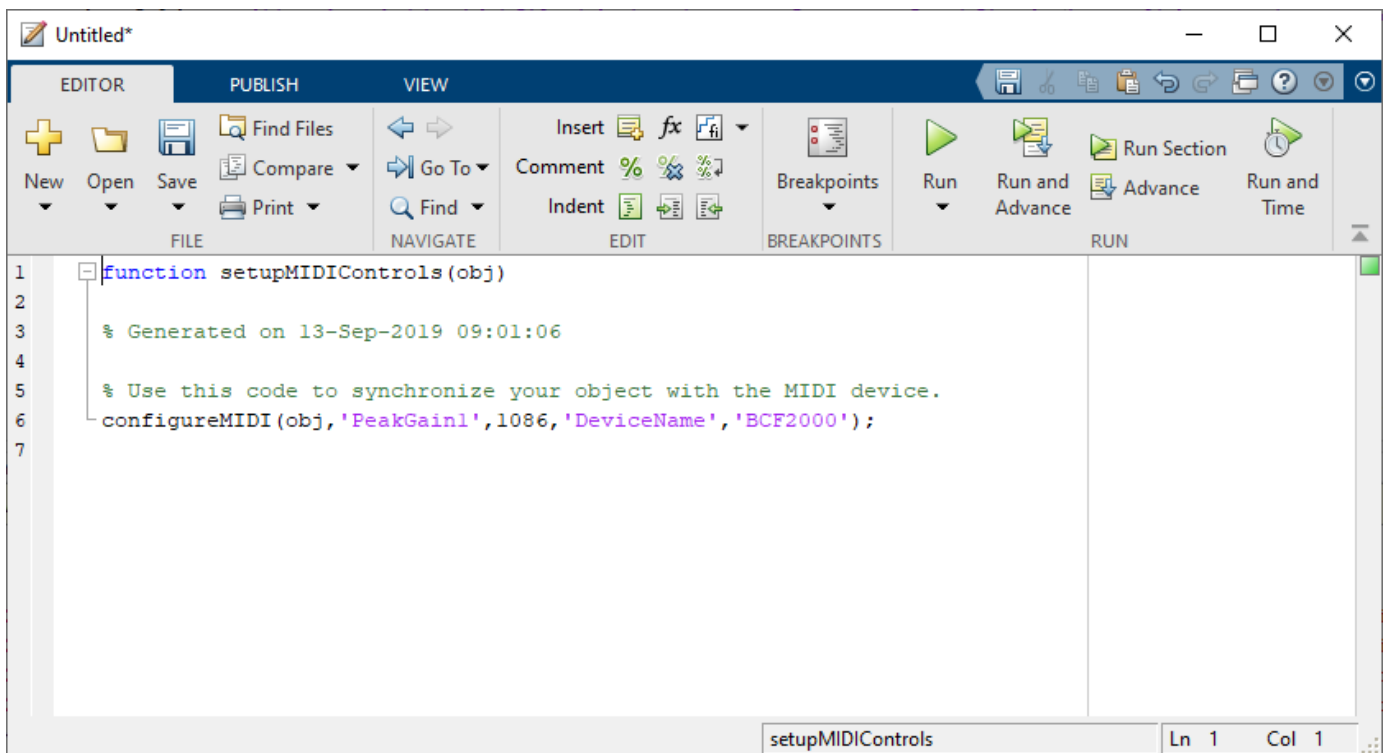 Untitled*
EDITOR PUBLISH VIEW
New Open Save
Find Files
Compare
Print
FILE
Go To
Find
NAVIGATE
Insert fx fi
Comment % %
Indent
EDIT
Breakpoints
BREAKPOINTS
Run
Run and
Advance
Run Section
Advance
Run and
Time
RUN
1 function setupMIDIControls(obj)
2
3 % Generated on 13-Sep-2019 09:01:06
4
5 % Use this code to synchronize your object with the MIDI device.
6 configureMIDI(obj,'PeakGain1',1086,'DeviceName','BCF2000');
7
setupMIDIControls Ln 1 Col 1